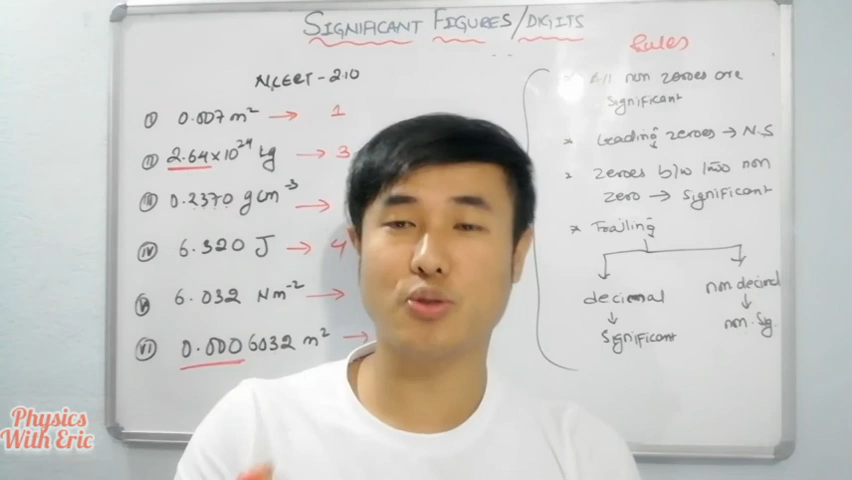 SIGNIFICANT FIGURES/DIGITS
NCERT-2.10
(i) 0.007 m² → 1
(ii) 2.64 x 10²⁴ kg → 3
(iii) 0.2370 g cm⁻³ →
(iv) 6.320 J → 4
(v) 6.032 Nm⁻² →
(vi) 0.0006032 m² →
Rules
* All non zeroes are
significant
* Leading zeroes → N.S
* zeroes b/w two non
zero → significant
* Trailing
decimal
↓
significant
non decimal
↓
non-sig.
Physics
With Eric